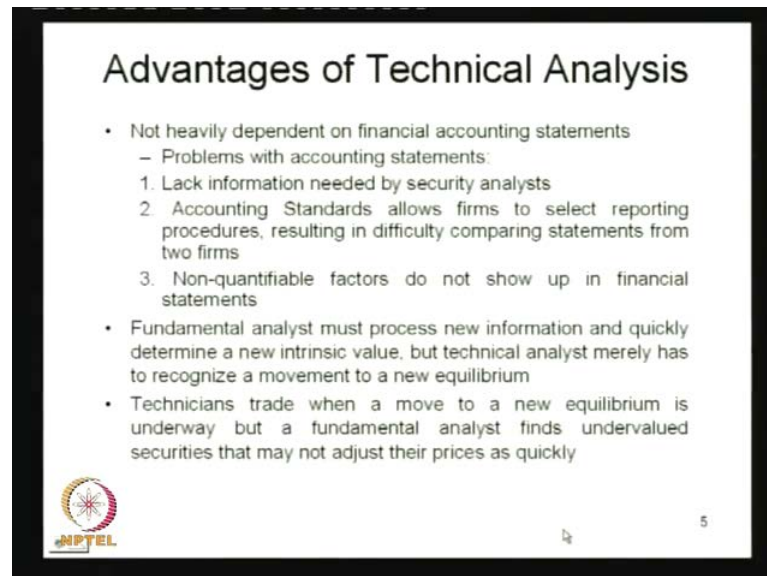 Advantages of Technical Analysis
• Not heavily dependent on financial accounting statements
– Problems with accounting statements:
1. Lack information needed by security analysts
2. Accounting Standards allows firms to select reporting
procedures, resulting in difficulty comparing statements from
two firms
3. Non-quantifiable factors do not show up in financial
statements
• Fundamental analyst must process new information and quickly
determine a new intrinsic value, but technical analyst merely has
to recognize a movement to a new equilibrium
• Technicians trade when a move to a new equilibrium is
underway but a fundamental analyst finds undervalued
securities that may not adjust their prices as quickly
NPTEL
5